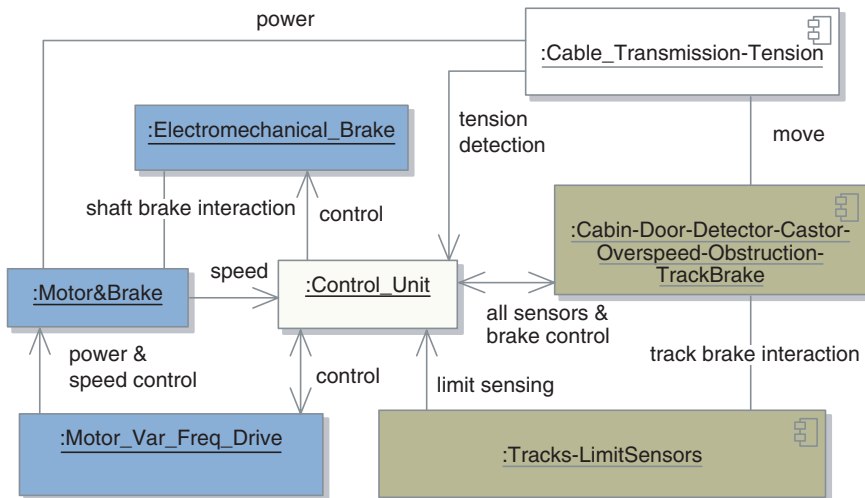 power
:Cable_Transmission-Tension
:Electromechanical_Brake
tension
detection
move
shaft brake interaction
control
:Cabin-Door-Detector-Castor-
Overspeed-Obstruction-
TrackBrake
speed
:Motor&Brake
:Control_Unit
all sensors &
brake control
power &
speed control
control
limit sensing
track brake interaction
:Motor_Var_Freq_Drive
:Tracks-LimitSensors